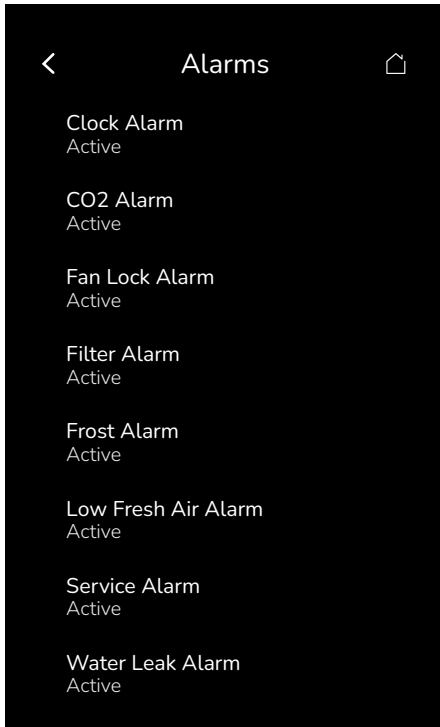 Alarms
Clock Alarm
Active
CO2 Alarm
Active
Fan Lock Alarm
Active
Filter Alarm
Active
Frost Alarm
Active
Low Fresh Air Alarm
Active
Service Alarm
Active
Water Leak Alarm
Active